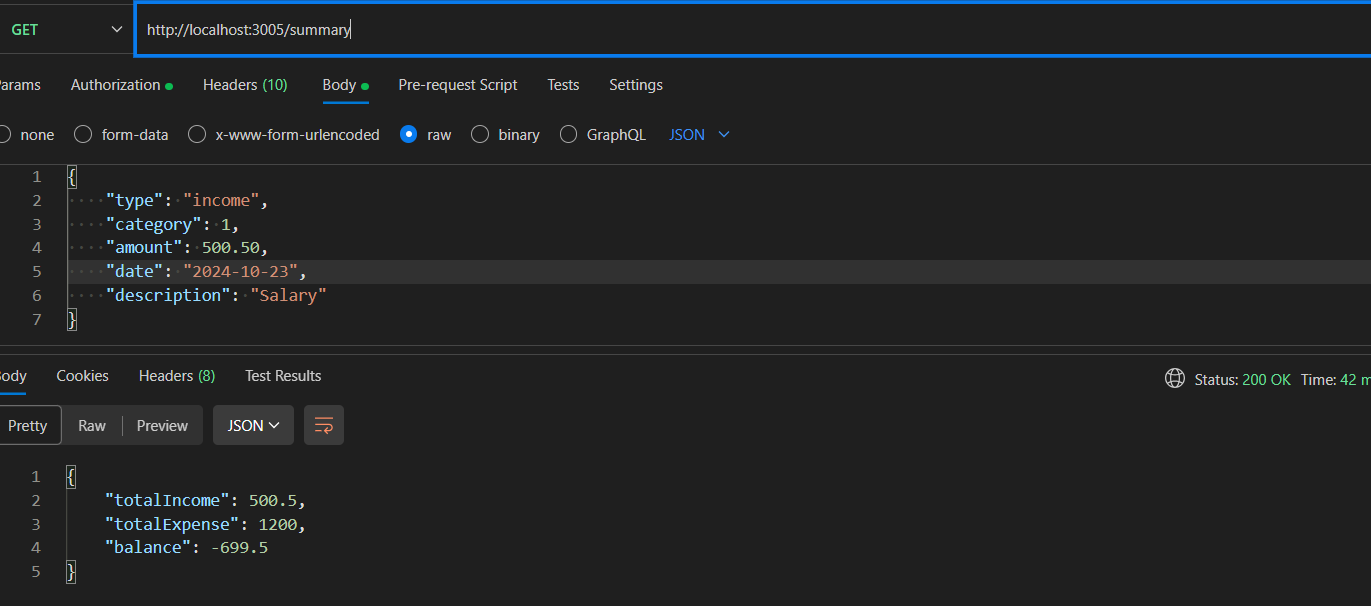 GET http://localhost:3005/summary
arams Authorization Headers (10) Body Pre-request Script Tests Settings
none form-data x-www-form-urlencoded raw binary GraphQL JSON
1 {
2 "type": "income",
3 "category": 1,
4 "amount": 500.50,
5 "date": "2024-10-23",
6 "description": "Salary"
7 }
ody Cookies Headers (8) Test Results Status: 200 OK Time: 42 m
Pretty Raw Preview JSON
1 {
2 "totalIncome": 500.5,
3 "totalExpense": 1200,
4 "balance": -699.5
5 }